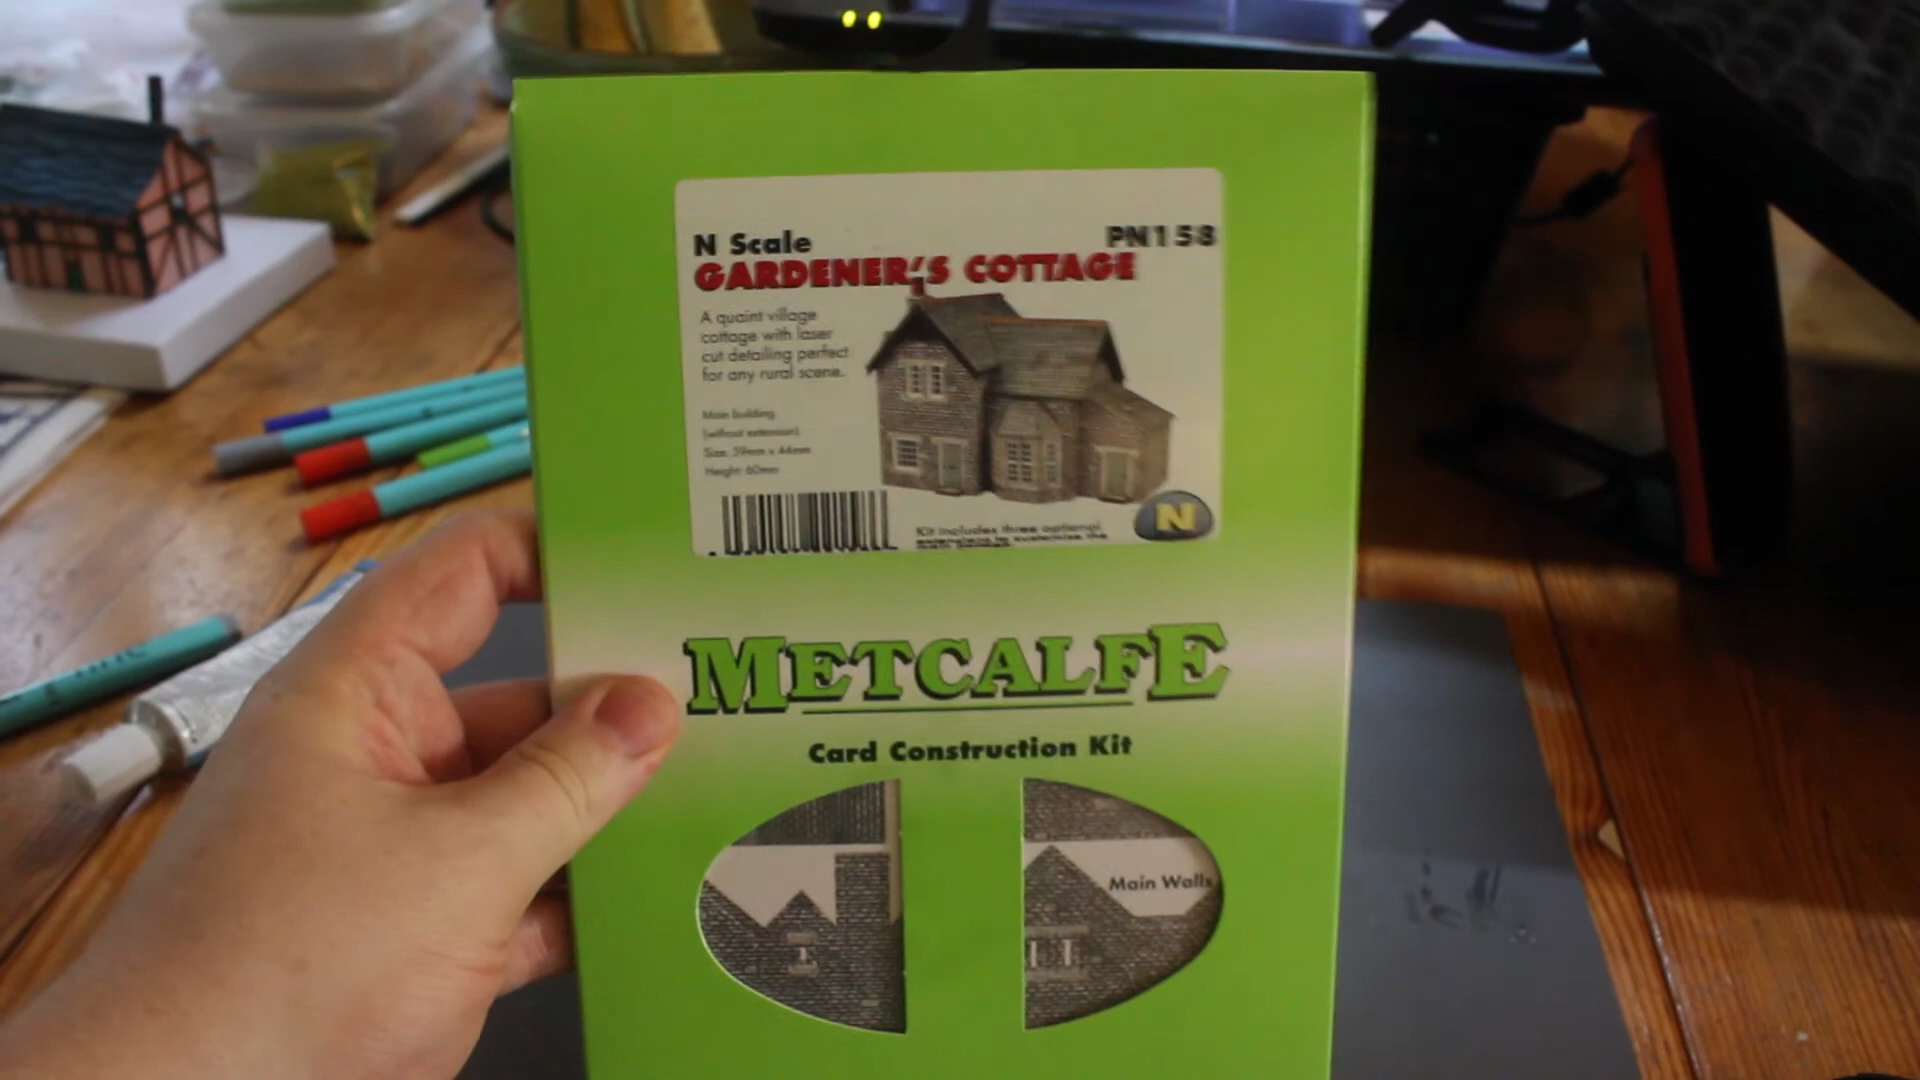 N Scale
PN158
GARDENER'S COTTAGE
A quaint village
cottage with laser
cut detailing perfect
for any rural scene.
Main building
(without extension)
Size: 59mm x 44mm
Height: 60mm
Kit includes three optional
extensions to customise the
N
METCALFE
Card Construction Kit
Main Walls